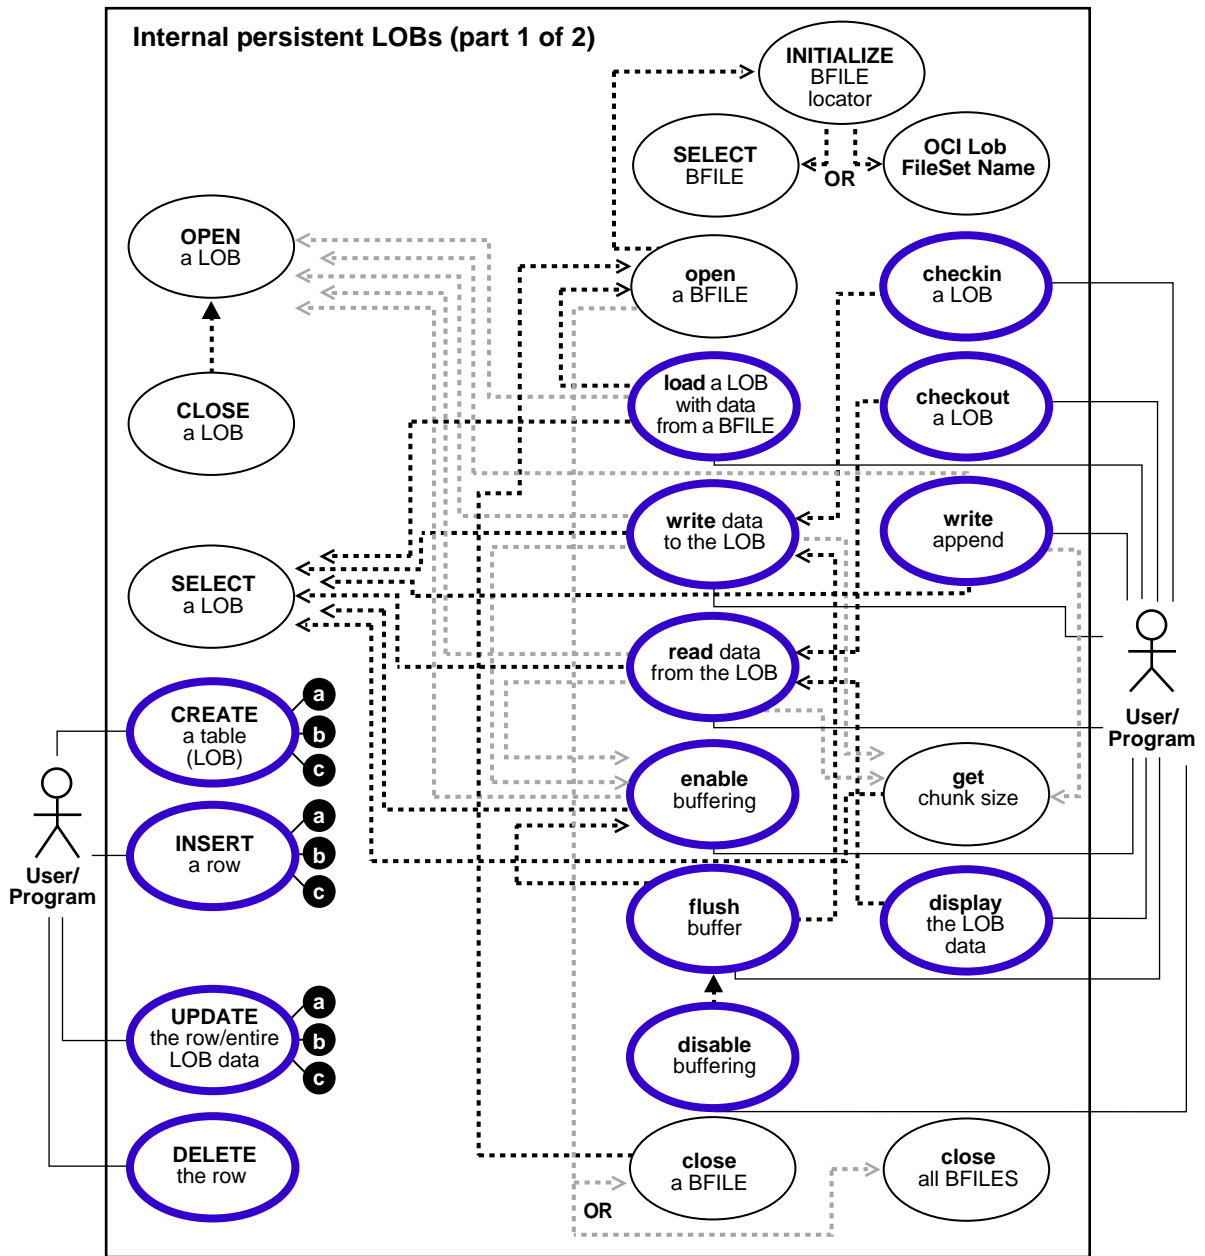 Internal persistent LOBs (part 1 of 2)
INITIALIZE
BFILE
locator
SELECT
BFILE
OR
OCI Lob
FileSet Name
OPEN
a LOB
open
a BFILE
checkin
a LOB
CLOSE
a LOB
load a LOB
with data
from a BFILE
checkout
a LOB
write data
to the LOB
write
append
SELECT
a LOB
read data
from the LOB
User/
Program
CREATE
a table
(LOB)
a
b
c
enable
buffering
get
chunk size
User/
Program
INSERT
a row
a
b
c
flush
buffer
display
the LOB
data
UPDATE
the row/entire
LOB data
a
b
c
disable
buffering
DELETE
the row
close
a BFILE
OR
close
all BFILES